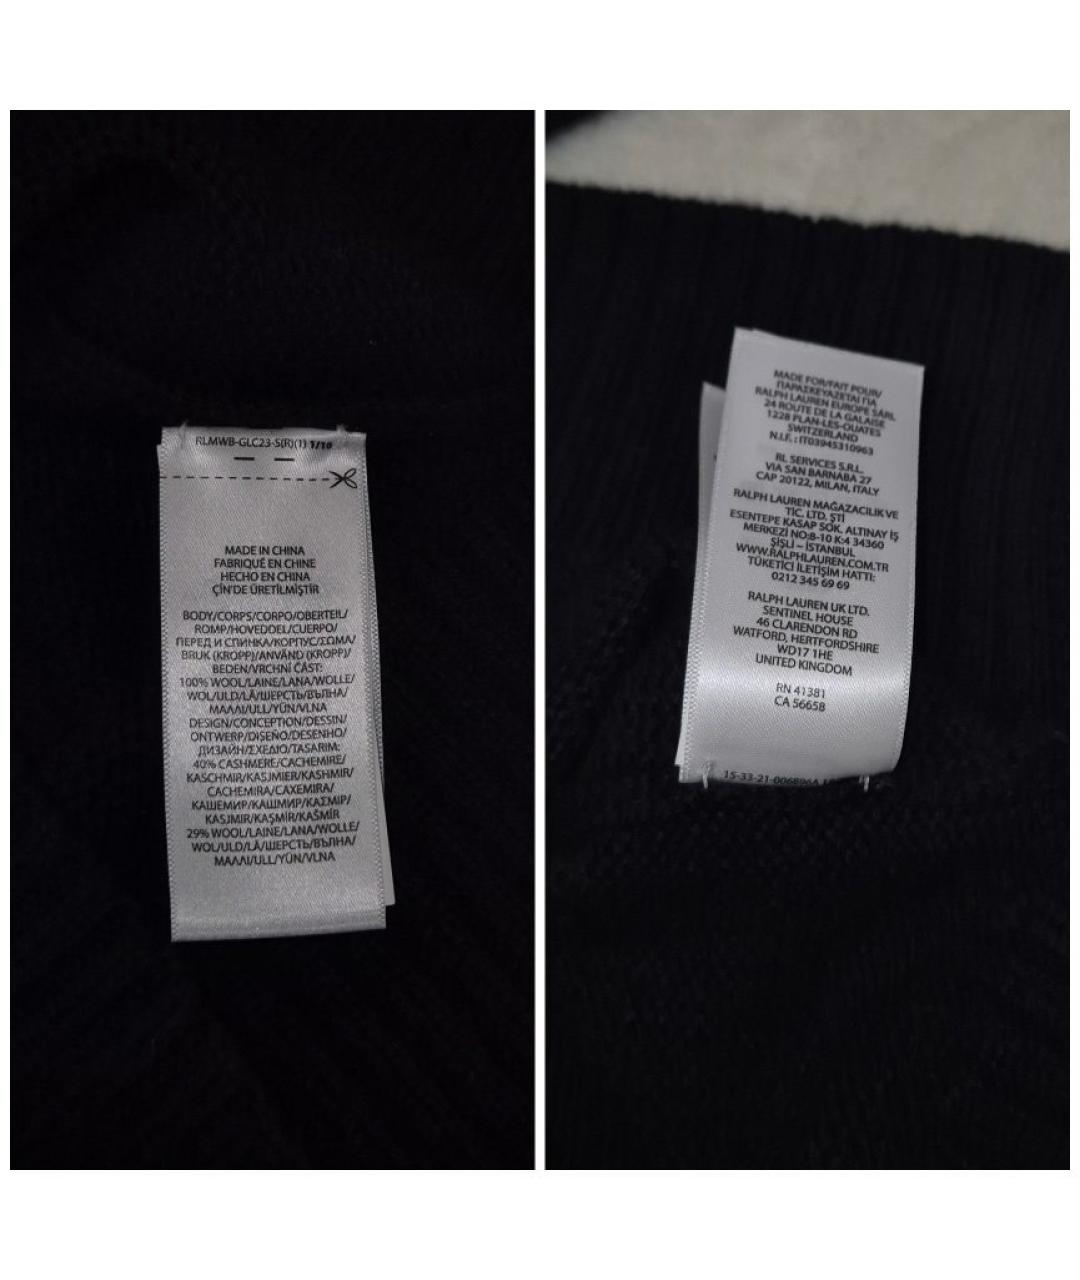 RLMWB-GLC23-S(R)(1) 1/10
MADE IN CHINA
FABRIQUÉ EN CHINE
HECHO EN CHINA
ÇİN'DE ÜRETİLMİŞTİR
BODY/CORPS/CORPO/OBERTEIL/
ROMP/HOVEDDEL/CUERPO/
ПЕРЕД И СПИНКА/КОРПУС/ΣΩΜΑ/
BRUK (KROPP)/ANVÄND (KROPP)/
BEDEN/VRCHNÍ ČÁST:
100% WOOL/LAINE/LANA/WOLLE/
WOL/ULD/LÃ/ШЕРСТЬ/ВЪЛНА/
ΜΑΛΛΙ/ULL/YÜN/VLNA
DESIGN/CONCEPTION/DESSIN/
ONTWERP/DISEÑO/DESENHO/
ДИЗАЙН/ΣΧΕΔΙΟ/TASARIM:
40% CASHMERE/CACHEMIRE/
KASCHMIR/KASJMIER/KASHMIR/
CACHEMIRA/CAXEMIRA/
КАШЕМИР/КАШМИР/ΚΑΣΜΙΡ/
KASJMIR/KAŞMİR/KAŠMÍR
29% WOOL/LAINE/LANA/WOLLE/
WOL/ULD/LÃ/ШЕРСТЬ/ВЪЛНА/
ΜΑΛΛΙ/ULL/YÜN/VLNA
MADE FOR/FAIT POUR/
ΠΑΡΑΣΚΕΥΑΖΕΤΑΙ ΓΙΑ
RALPH LAUREN EUROPE SÀRL
24 ROUTE DE LA GALAISE
1228 PLAN-LES-OUATES
SWITZERLAND
N.I.F. : IT03945310963
RL SERVICES S.R.L.
VIA SAN BARNABA 27
CAP 20122, MILAN, ITALY
RALPH LAUREN MAĞAZACILIK VE
TİC. LTD. ŞTİ
ESENTEPE KASAP SOK. ALTINAY İŞ
MERKEZİ NO:8-10 K:4 34360
ŞİŞLİ – İSTANBUL
WWW.RALPHLAUREN.COM.TR
TÜKETİCİ İLETİŞİM HATTI:
0212 345 69 69
RALPH LAUREN UK LTD.
SENTINEL HOUSE
46 CLARENDON RD
WATFORD, HERTFORDSHIRE
WD17 1HE
UNITED KINGDOM
RN 41381
CA 56658
15-33-21-006896A